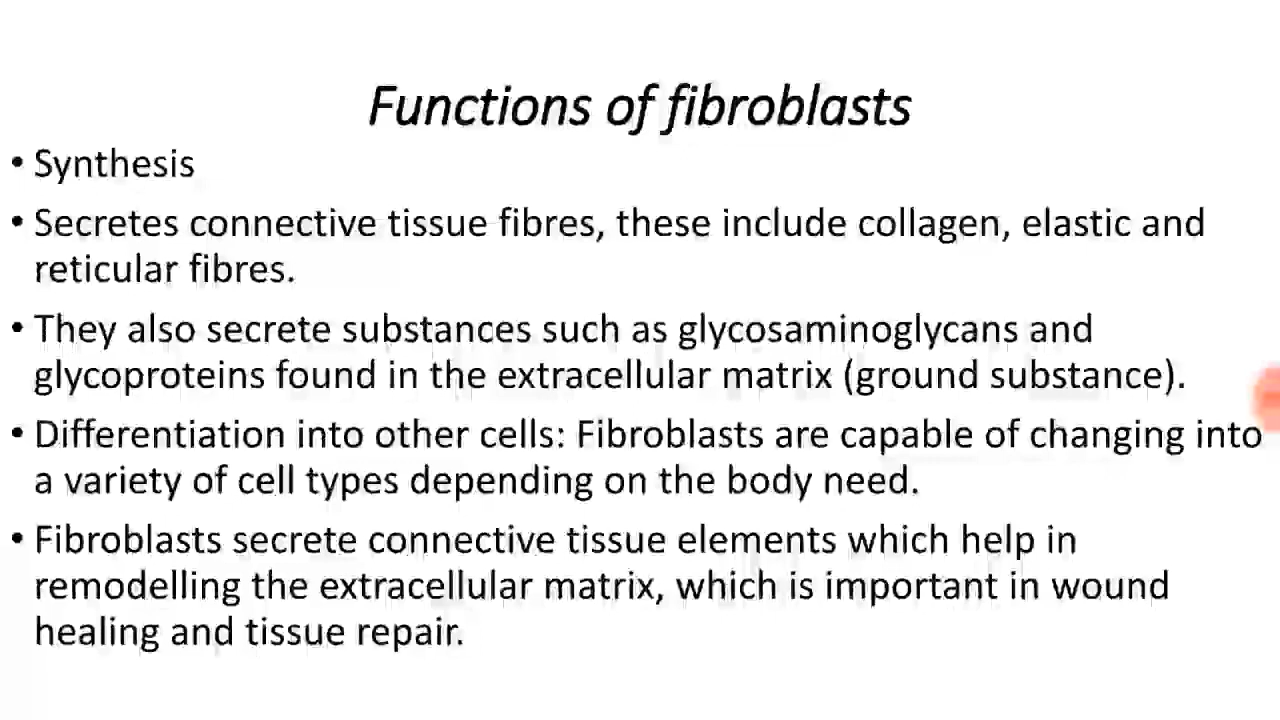 Functions of fibroblasts
• Synthesis
• Secretes connective tissue fibres, these include collagen, elastic and
reticular fibres.
• They also secrete substances such as glycosaminoglycans and
glycoproteins found in the extracellular matrix (ground substance).
• Differentiation into other cells: Fibroblasts are capable of changing into
a variety of cell types depending on the body need.
• Fibroblasts secrete connective tissue elements which help in
remodelling the extracellular matrix, which is important in wound
healing and tissue repair.